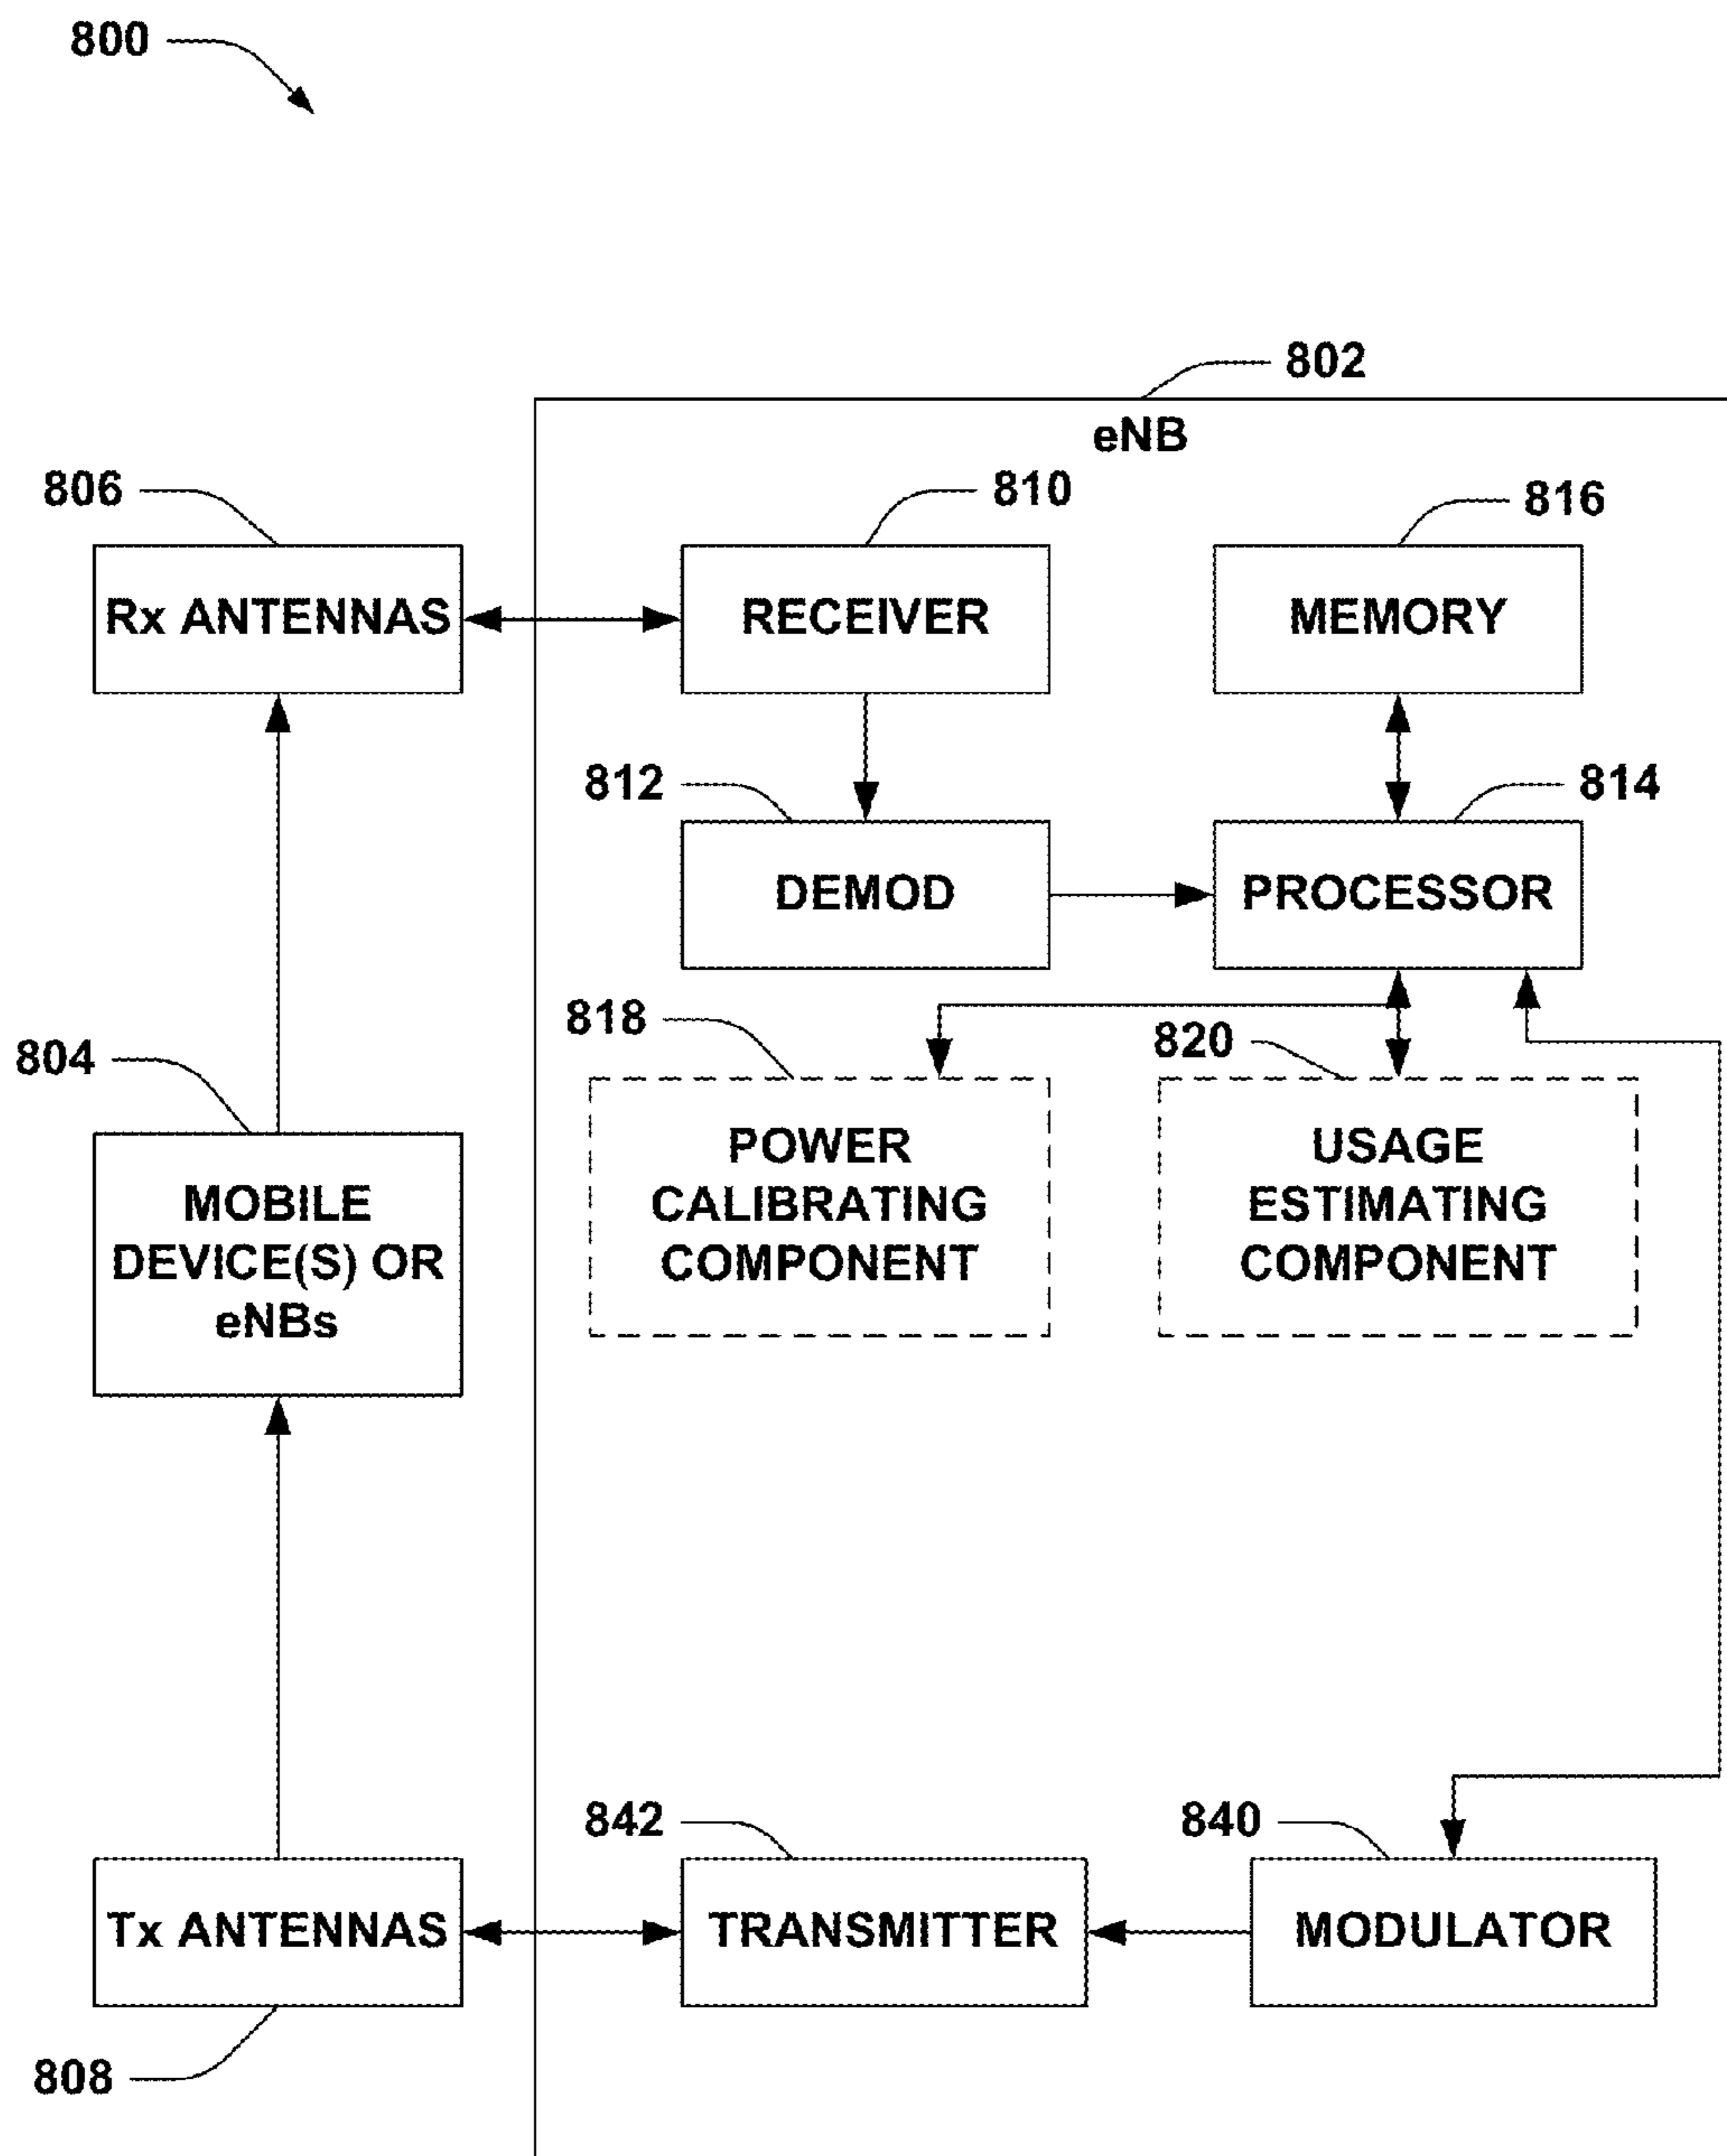 800
802
eNB
806
810
816
Rx ANTENNAS
RECEIVER
MEMORY
812
814
DEMOD
PROCESSOR
818
820
804
POWER
CALIBRATING
COMPONENT
USAGE
ESTIMATING
COMPONENT
MOBILE
DEVICE(S) OR
eNBs
842
840
Tx ANTENNAS
TRANSMITTER
MODULATOR
808